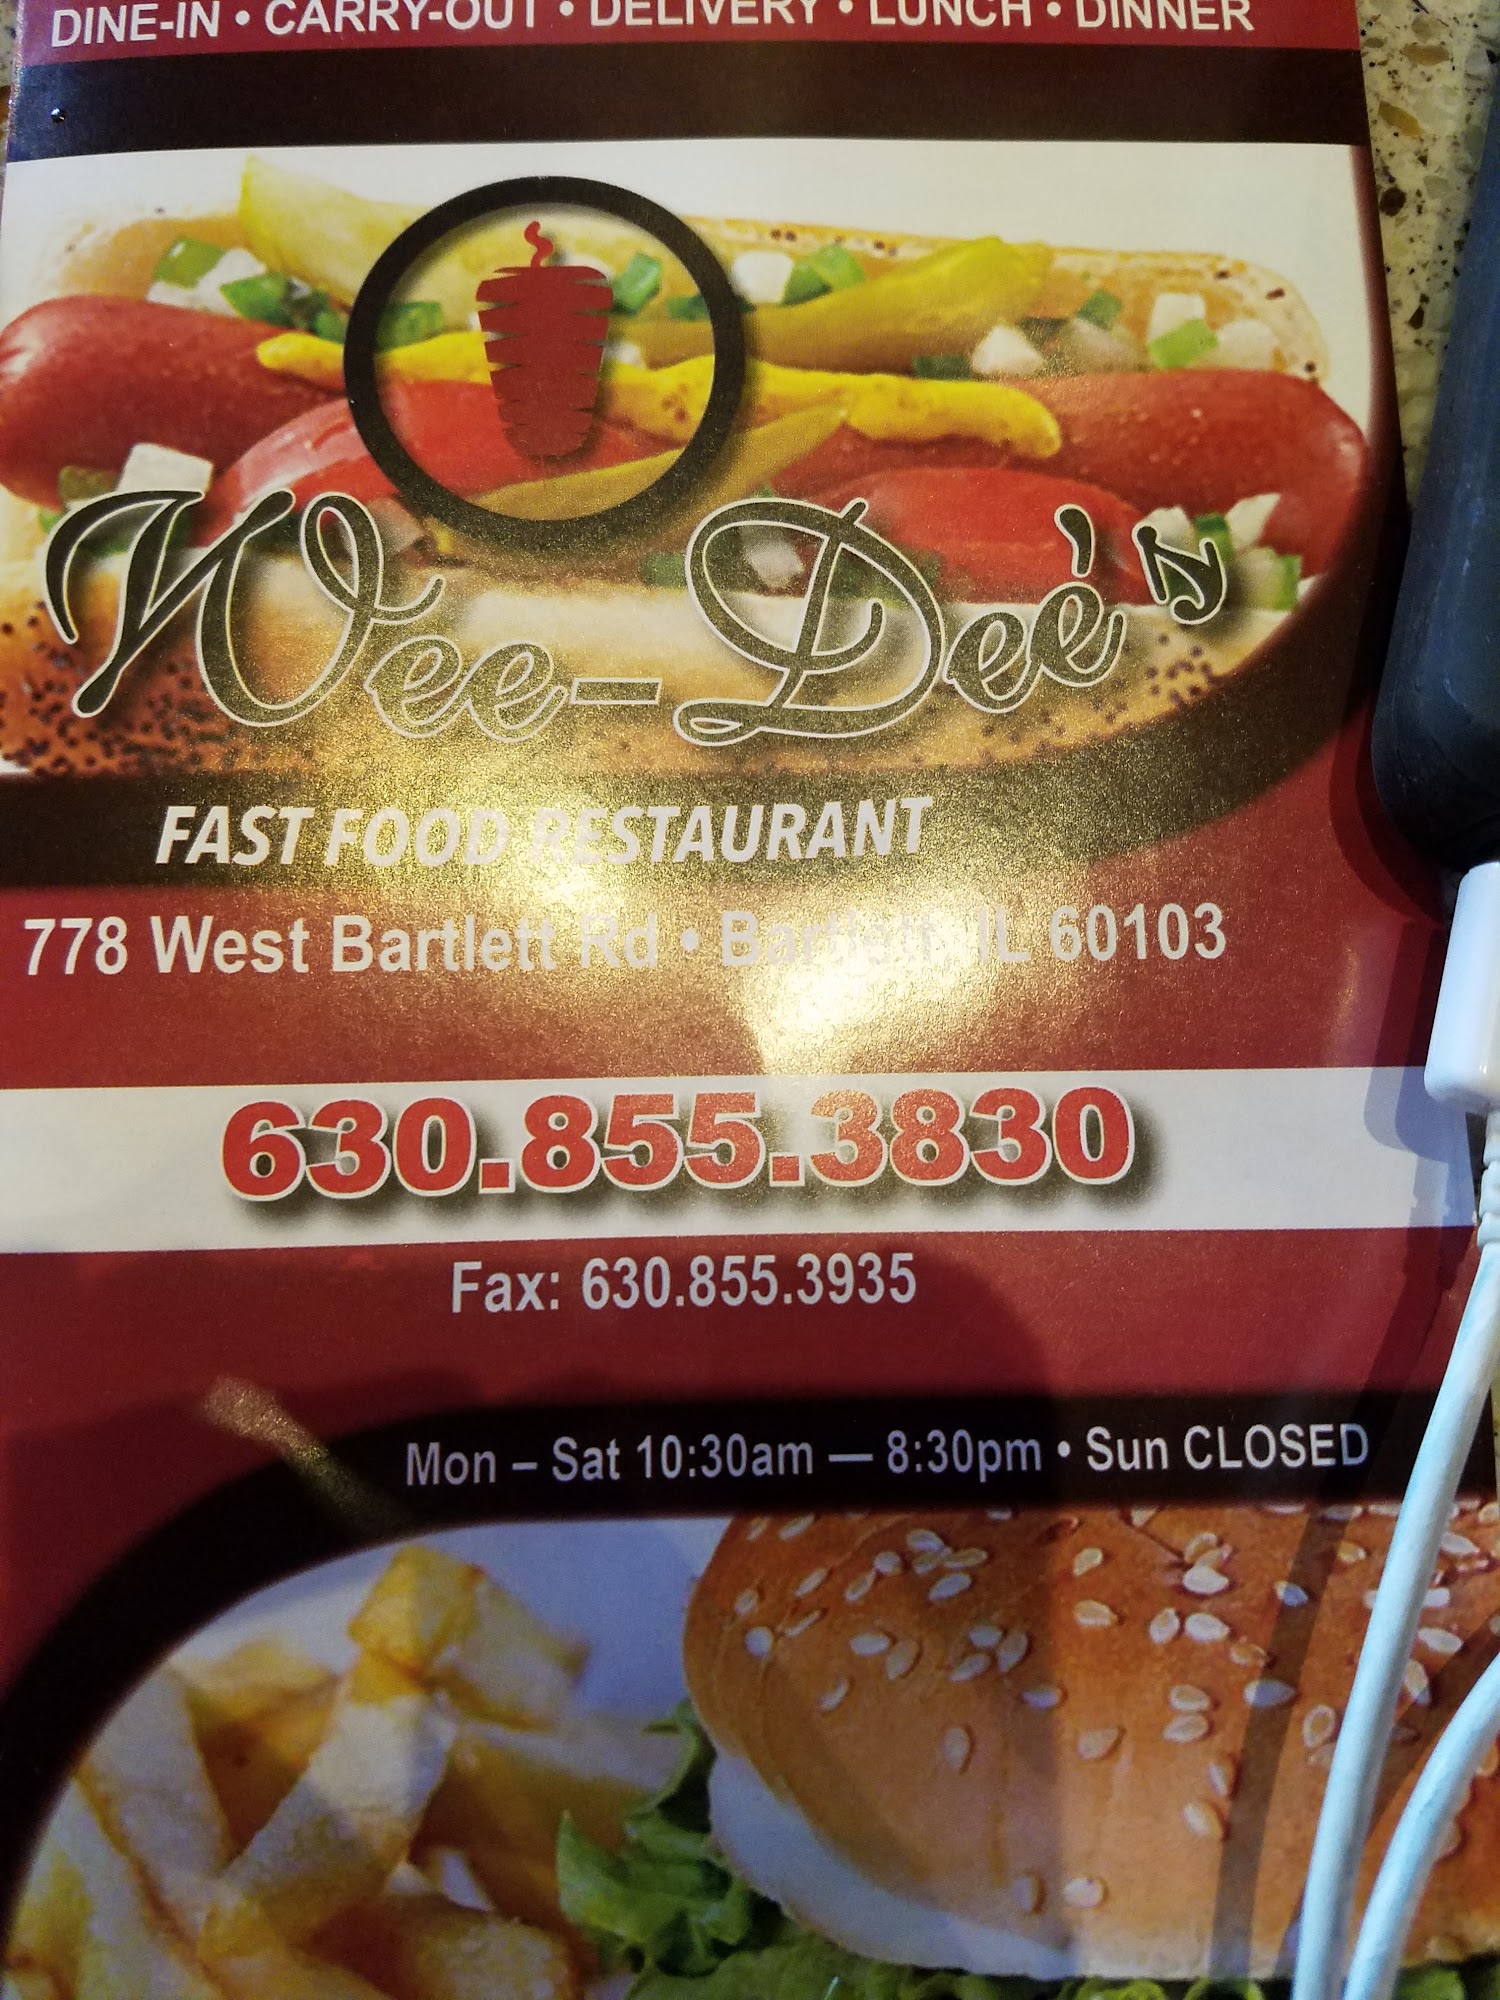 DINE-IN • CARRY-OUT • DELIVERY • LUNCH • DINNER
Wee-Dee's
FAST FOOD RESTAURANT
778 West Bartlett Rd • Bartlett, IL 60103
630.855.3830
Fax: 630.855.3935
Mon – Sat 10:30am — 8:30pm • Sun CLOSED